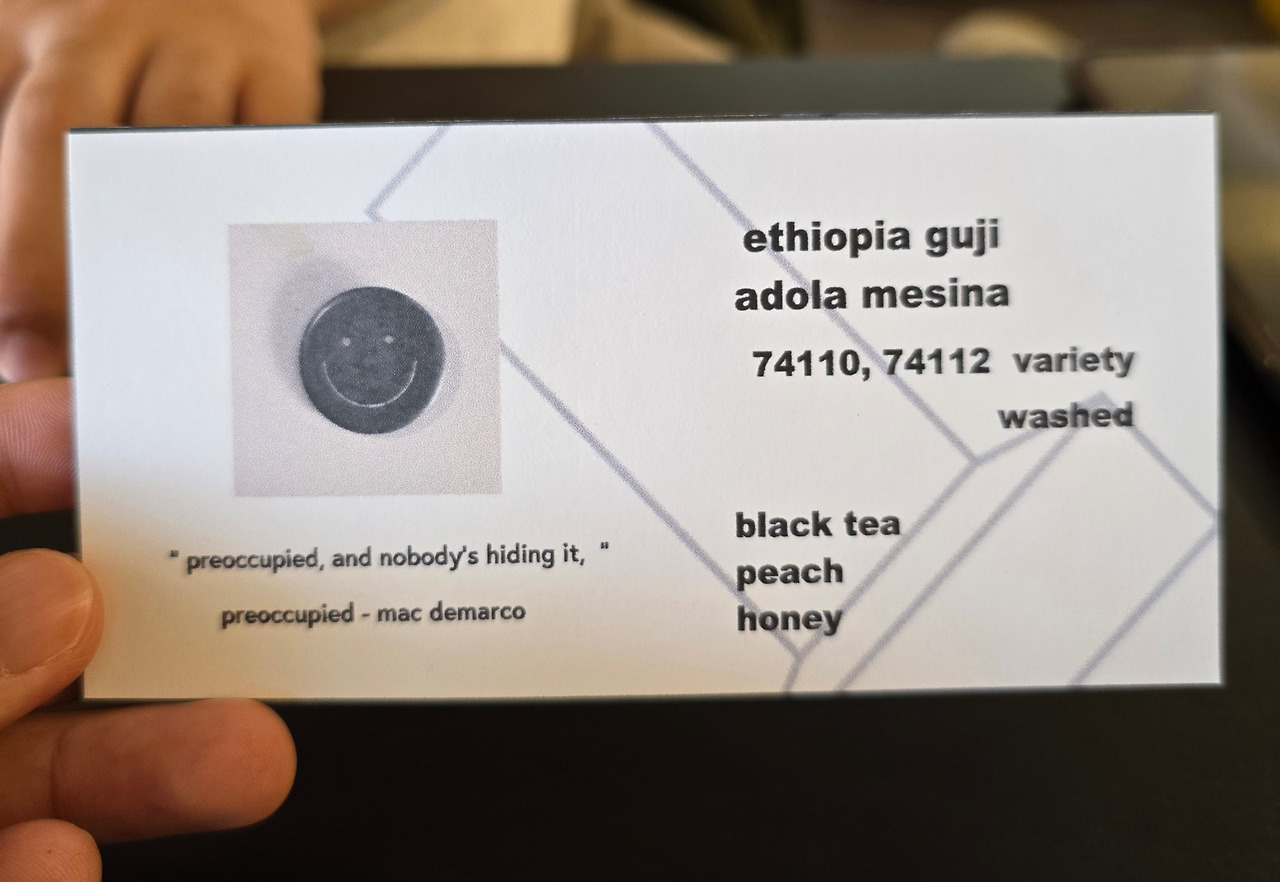 " preoccupied, and nobody's hiding it, "
preoccupied - mac demarco
ethiopia guji
adola mesina
74110, 74112 variety
washed
black tea
peach
honey